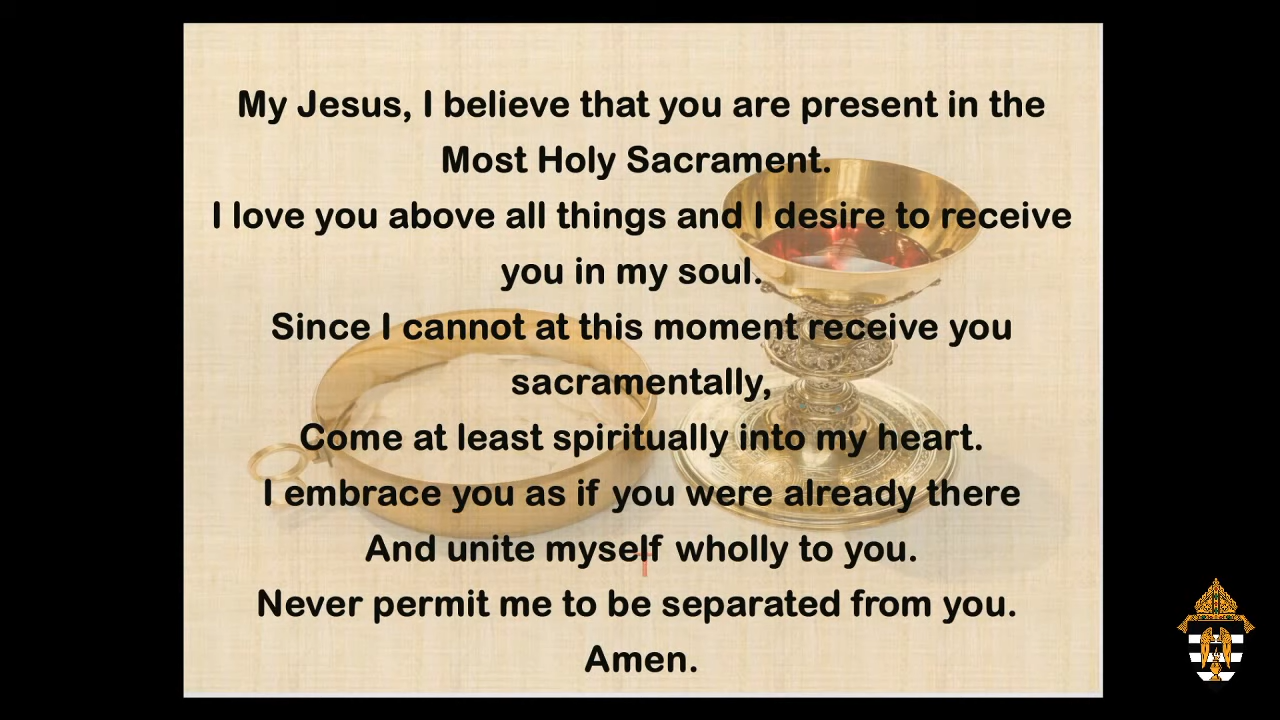 My Jesus, I believe that you are present in the
Most Holy Sacrament.
I love you above all things and I desire to receive
you in my soul.
Since I cannot at this moment receive you
sacramentally,
Come at least spiritually into my heart.
I embrace you as if you were already there
And unite myself wholly to you.
Never permit me to be separated from you.
Amen.